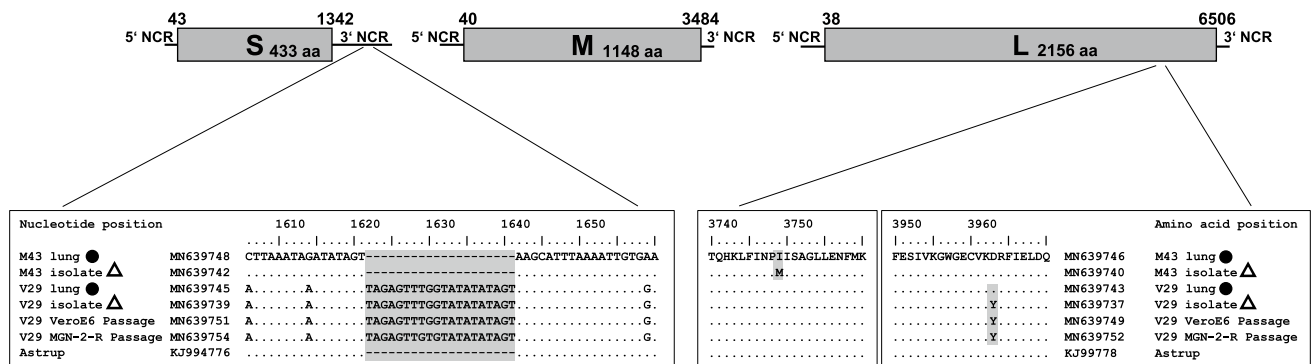 43 1342 40 3484 38 6506
5' NCR S 433 aa 3' NCR 5' NCR M 1148 aa 3' NCR 5' NCR L 2156 aa 3' NCR
Nucleotide position 1610 1620 1630 1640 1650 3740 3750 3950 3960 Amino acid position
M43 lung ● MN639748 CTTAAATAGATATAGT--------------------AAGCATTTAAAATTGTGAA TQHKLFINPIISAGLLENFMK FESIVKGWGECVKDRFIELDQ MN639746 M43 lung ●
M43 isolate △ MN639742 ................--------------------................... .........M........... ..................... MN639740 M43 isolate △
V29 lung ● MN639745 A.......A.......TAGAGTTTGGTATATATAGT.................G. ..................... ..................... MN639743 V29 lung ●
V29 isolate △ MN639739 A.......A.......TAGAGTTTGGTATATATAGT.................G. ..................... .............Y....... MN639737 V29 isolate △
V29 VeroE6 Passage MN639751 A.......A.......TAGAGTTTGGTATATATAGT.................G. ..................... .............Y....... MN639749 V29 VeroE6 Passage
V29 MGN-2-R Passage MN639754 A.......A.......TAGAGTTGTGTATATATAGT.................G. ..................... .............Y....... MN639752 V29 MGN-2-R Passage
Astrup KJ994776 ................--------------------................... ..................... ..................... KJ99778 Astrup